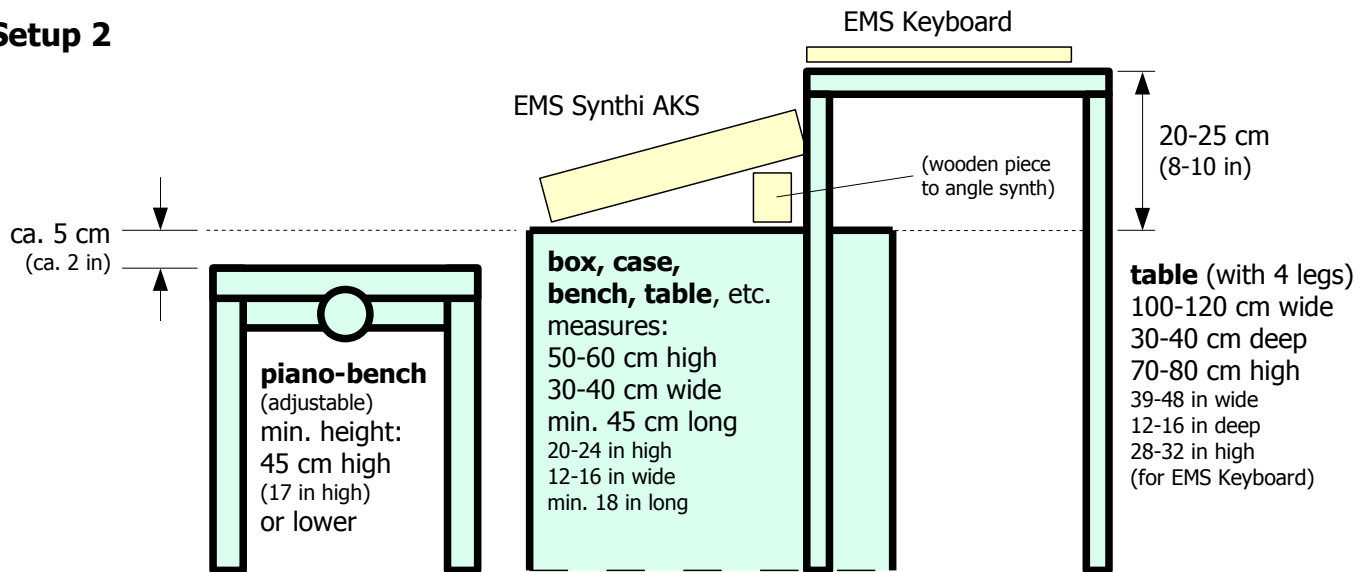 Setup 2
EMS Keyboard
EMS Synthi AKS
20-25 cm
(8-10 in)
(wooden piece
to angle synth)
ca. 5 cm
(ca. 2 in)
piano-bench
(adjustable)
min. height:
45 cm high
(17 in high)
or lower
box, case,
bench, table, etc.
measures:
50-60 cm high
30-40 cm wide
min. 45 cm long
20-24 in high
12-16 in wide
min. 18 in long
table (with 4 legs)
100-120 cm wide
30-40 cm deep
70-80 cm high
39-48 in wide
12-16 in deep
28-32 in high
(for EMS Keyboard)